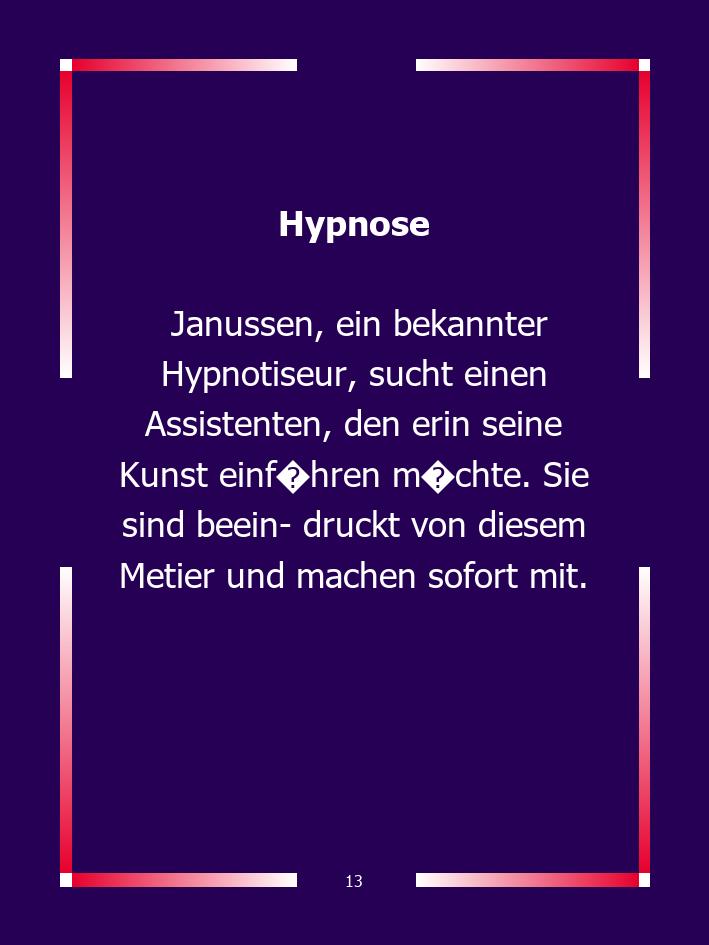 Hypnose
Janussen, ein bekannter
Hypnotiseur, sucht einen
Assistenten, den erin seine
Kunst einf�hren m�chte. Sie
sind beein- druckt von diesem
Metier und machen sofort mit.
13